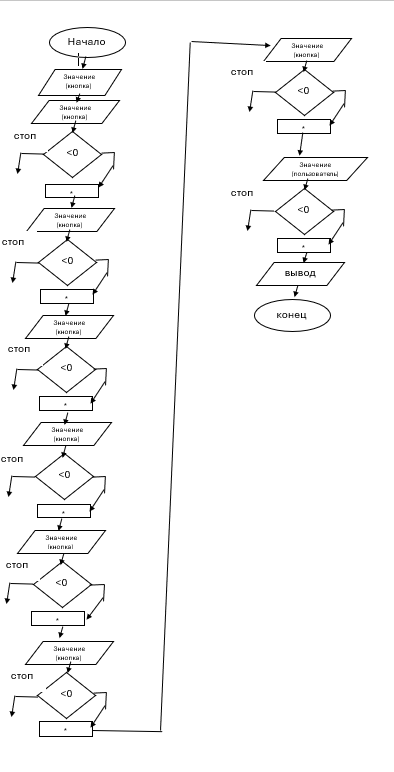 Начало
Значение
(кнопка)
Значение
(кнопка)
стоп
<0
*
Значение
(кнопка)
стоп
<0
*
Значение
(кнопка)
стоп
<0
*
Значение
(кнопка)
стоп
<0
*
Значение
(кнопка)
стоп
<0
*
Значение
(кнопка)
стоп
<0
*
Значение
(кнопка)
стоп
<0
*
Значение
(пользователь)
стоп
<0
*
вывод
конец